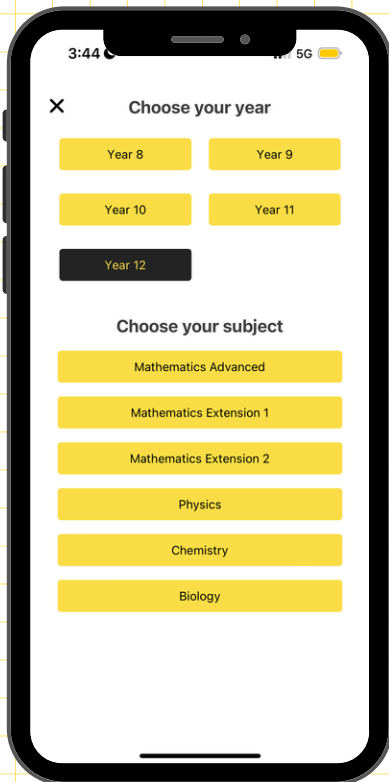 3:44 5G
Choose your year
Year 8 Year 9
Year 10 Year 11
Year 12
Choose your subject
Mathematics Advanced
Mathematics Extension 1
Mathematics Extension 2
Physics
Chemistry
Biology